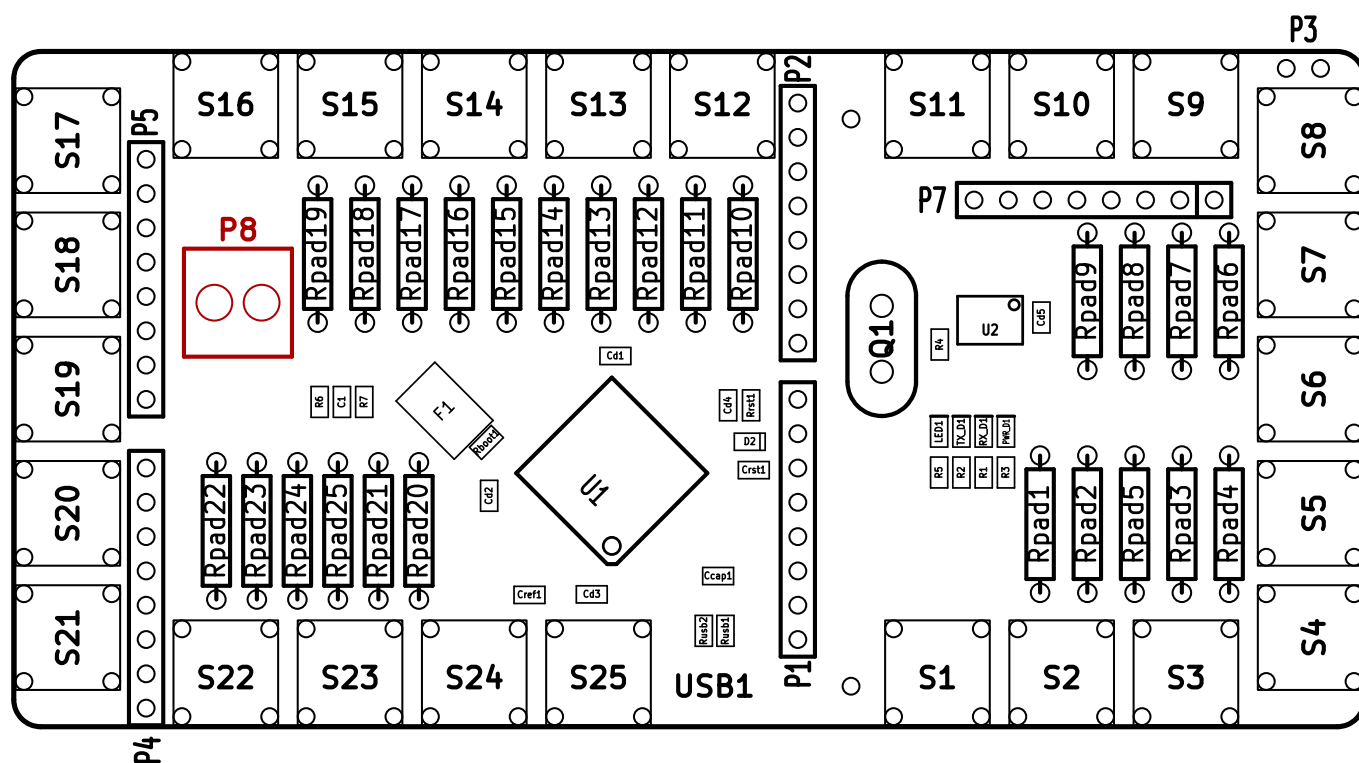 P3
S16
S15
S14
S13
S12
P2
S11
S10
S9
S17
P5
S8
P7
P8
Rpad19
Rpad18
Rpad17
Rpad16
Rpad15
Rpad14
Rpad13
Rpad12
Rpad11
Rpad10
S18
S7
Rpad9
Rpad8
Rpad7
Rpad6
Q1
U2
Cd5
R4
Cd1
S19
S6
R6
C1
R7
F1
Rboot1
Cd4
Rrst1
D2
Crst1
LED1
TX_D1
RX_D1
PWR_D1
R5
R2
R1
R3
Cd2
U1
S20
S5
Rpad22
Rpad23
Rpad24
Rpad25
Rpad21
Rpad20
Rpad1
Rpad2
Rpad5
Rpad3
Rpad4
Cref1
Cd3
Ccap1
Rusb2
Rusb1
S21
S4
S22
S23
S24
S25
USB1
P1
S1
S2
S3
P4